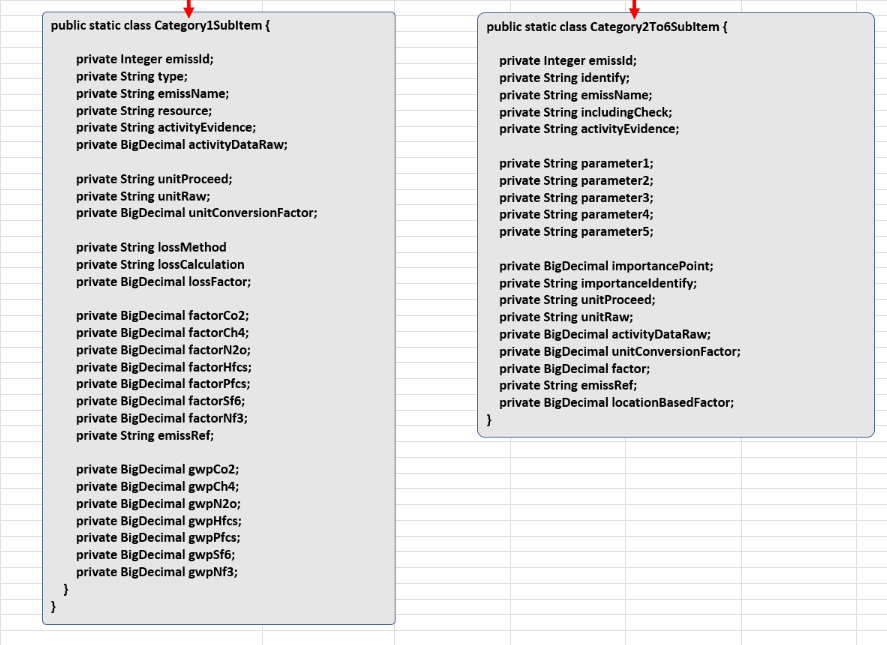 public static class Category1SubItem {
private Integer emissId;
private String type;
private String emissName;
private String resource;
private String activityEvidence;
private BigDecimal activityDataRaw;
private String unitProceed;
private String unitRaw;
private BigDecimal unitConversionFactor;
private String lossMethod
private String lossCalculation
private BigDecimal lossFactor;
private BigDecimal factorCo2;
private BigDecimal factorCh4;
private BigDecimal factorN2o;
private BigDecimal factorHfcs;
private BigDecimal factorPfcs;
private BigDecimal factorSf6;
private BigDecimal factorNf3;
private String emissRef;
private BigDecimal gwpCo2;
private BigDecimal gwpCh4;
private BigDecimal gwpN2o;
private BigDecimal gwpHfcs;
private BigDecimal gwpPfcs;
private BigDecimal gwpSf6;
private BigDecimal gwpNf3;
}
}
public static class Category2To6SubItem {
private Integer emissId;
private String identify;
private String emissName;
private String includingCheck;
private String activityEvidence;
private String parameter1;
private String parameter2;
private String parameter3;
private String parameter4;
private String parameter5;
private BigDecimal importancePoint;
private String importanceIdentify;
private String unitProceed;
private String unitRaw;
private BigDecimal activityDataRaw;
private BigDecimal unitConversionFactor;
private BigDecimal factor;
private String emissRef;
private BigDecimal locationBasedFactor;
}